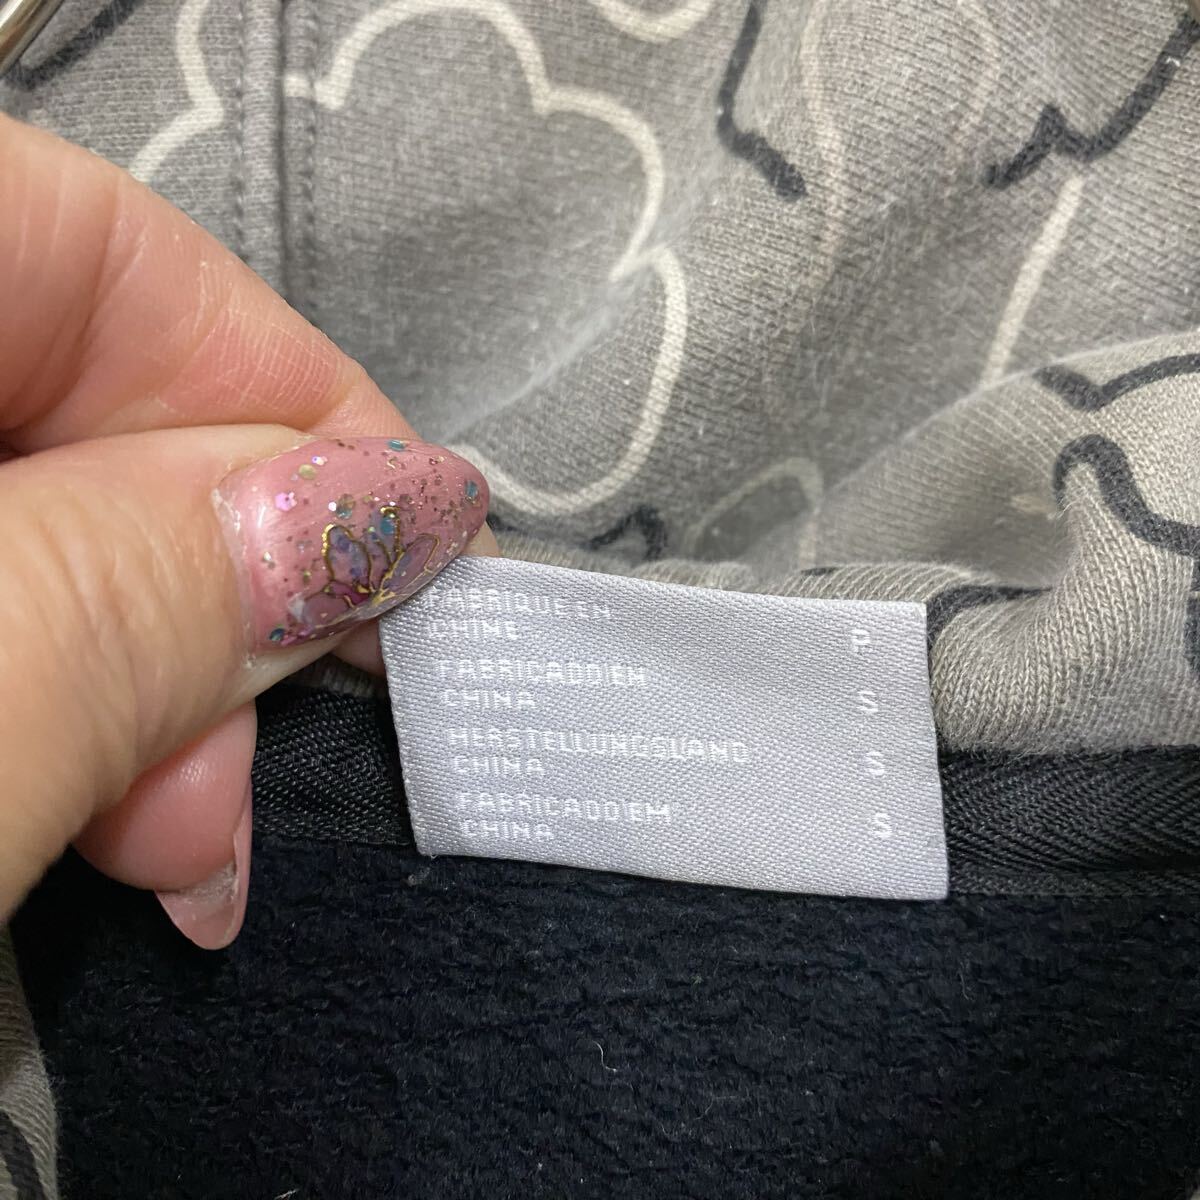 FABRIQUE EN
CHINE P
FABRICADO EN
CHINA S
HERSTELLUNGSLAND
CHINA S
FABRICADO EM
CHINA S